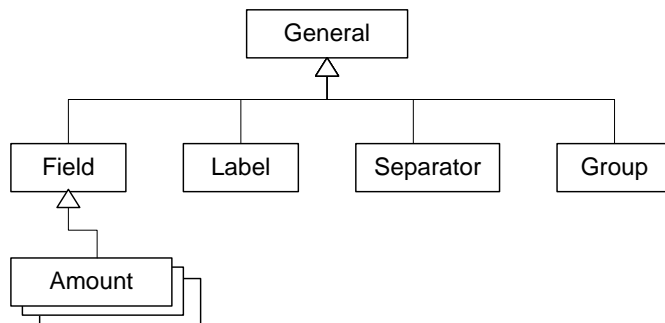 General
Field
Label
Separator
Group
Amount